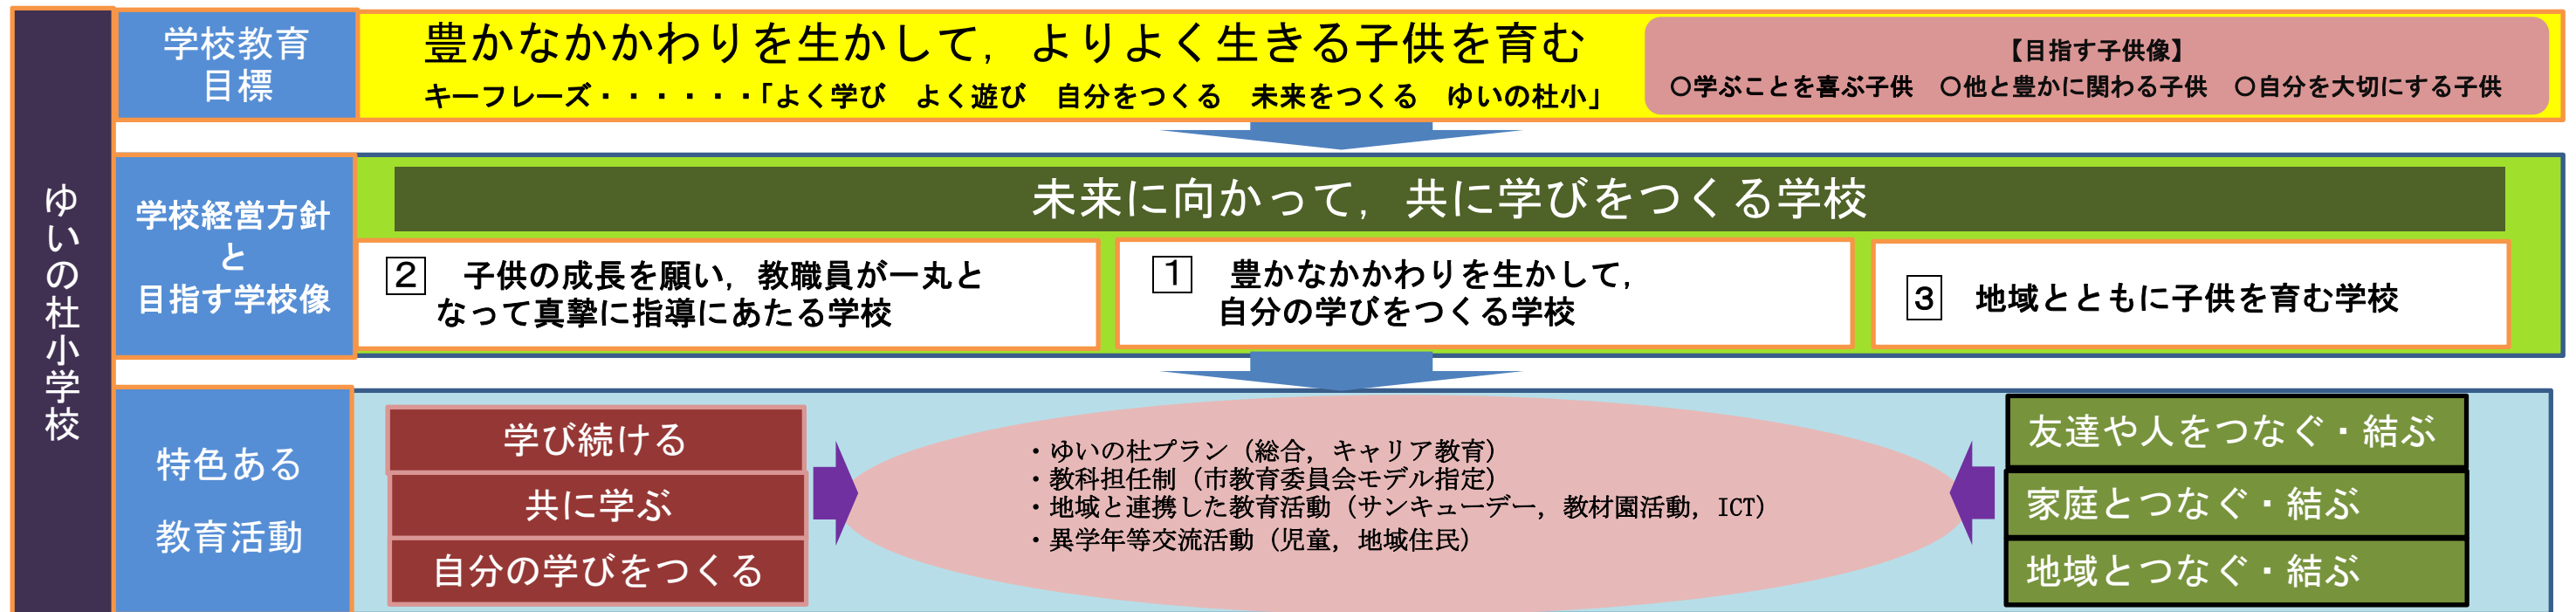 ゆいの杜小学校
学校教育
目標
豊かなかかわりを生かして，よりよく生きる子供を育む
キーフレーズ・・・・・・「よく学び　よく遊び　自分をつくる　未来をつくる　ゆいの杜小」
【目指す子供像】
○学ぶことを喜ぶ子供　○他と豊かに関わる子供　○自分を大切にする子供
学校経営方針
と
目指す学校像
未来に向かって，共に学びをつくる学校
2　子供の成長を願い，教職員が一丸と
なって真摯に指導にあたる学校
1　豊かなかかわりを生かして，
自分の学びをつくる学校
3　地域とともに子供を育む学校
特色ある
教育活動
学び続ける
共に学ぶ
自分の学びをつくる
・ゆいの杜プラン（総合，キャリア教育）
・教科担任制（市教育委員会モデル指定）
・地域と連携した教育活動（サンキューデー，教材園活動，ICT）
・異学年等交流活動（児童，地域住民）
友達や人をつなぐ・結ぶ
家庭とつなぐ・結ぶ
地域とつなぐ・結ぶ